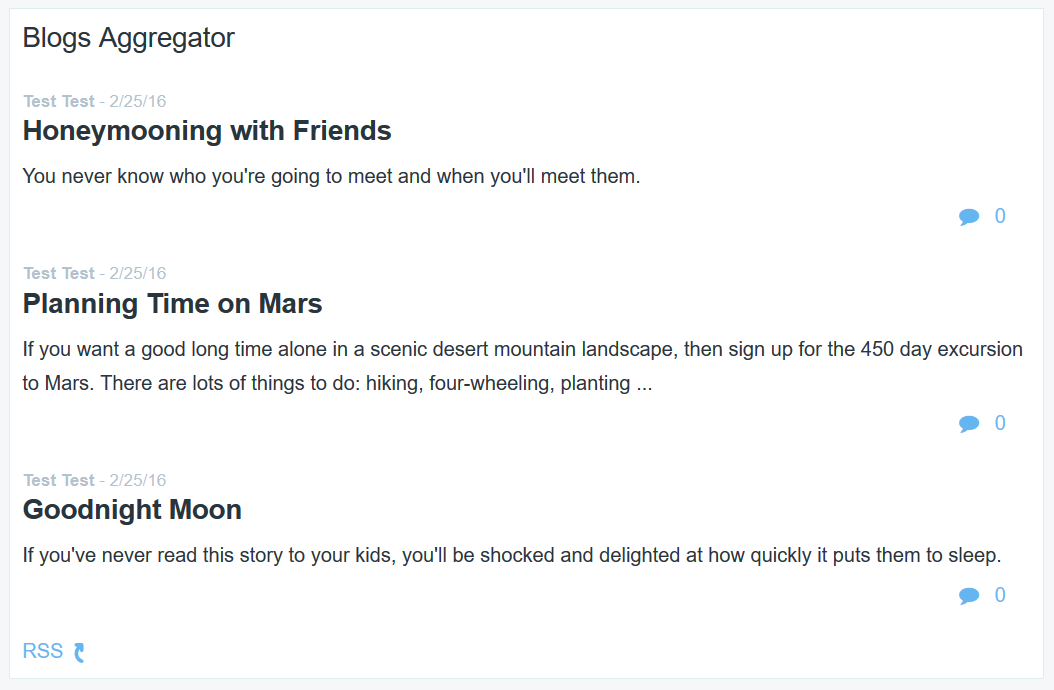 Blogs Aggregator
Test Test - 2/25/16
Honeymooning with Friends
You never know who you're going to meet and when you'll meet them.
0
Test Test - 2/25/16
Planning Time on Mars
If you want a good long time alone in a scenic desert mountain landscape, then sign up for the 450 day excursion
to Mars. There are lots of things to do: hiking, four-wheeling, planting ...
0
Test Test - 2/25/16
Goodnight Moon
If you've never read this story to your kids, you'll be shocked and delighted at how quickly it puts them to sleep.
0
RSS